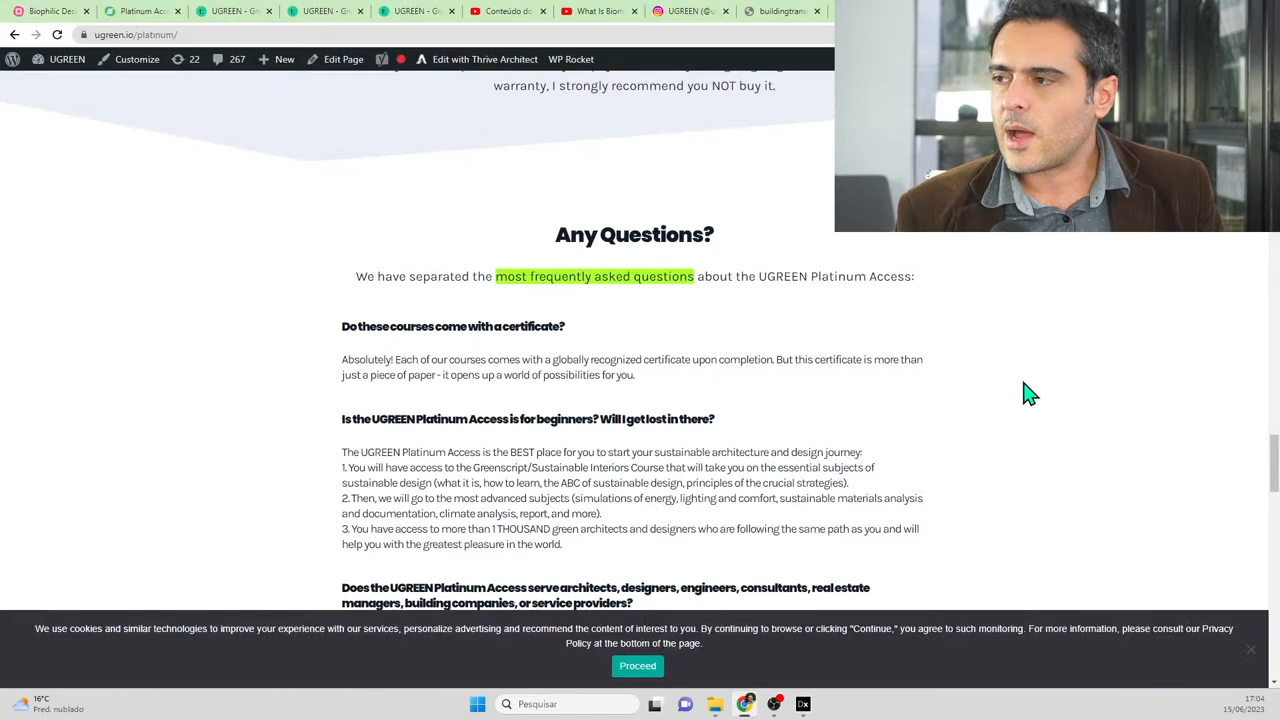 Biophilic Des
Platinum Acc
UGREEN - Gr
UGREEN - Gr
UGREEN - Gr
Conteúdo do
What Is Biom
UGREEN (@u
buildingtrans
ugreen.io/platinum/
UGREEN
Customize
22
267
New
Edit Page
Edit with Thrive Architect
WP Rocket
warranty, I strongly recommend you NOT buy it.
Any Questions?
We have separated the most frequently asked questions about the UGREEN Platinum Access:
Do these courses come with a certificate?
Absolutely! Each of our courses comes with a globally recognized certificate upon completion. But this certificate is more than
just a piece of paper - it opens up a world of possibilities for you.
Is the UGREEN Platinum Access is for beginners? Will I get lost in there?
The UGREEN Platinum Access is the BEST place for you to start your sustainable architecture and design journey:
1. You will have access to the Greenscript/Sustainable Interiors Course that will take you on the essential subjects of
sustainable design (what it is, how to learn, the ABC of sustainable design, principles of the crucial strategies).
2. Then, we will go to the most advanced subjects (simulations of energy, lighting and comfort, sustainable materials analysis
and documentation, climate analysis, report, and more).
3. You have access to more than 1 THOUSAND green architects and designers who are following the same path as you and will
help you with the greatest pleasure in the world.
Does the UGREEN Platinum Access serve architects, designers, engineers, consultants, real estate
managers, building companies, or service providers?
We use cookies and similar technologies to improve your experience with our services, personalize advertising and recommend the content of interest to you. By continuing to browse or clicking "Continue," you agree to such monitoring. For more information, please consult our Privacy
Policy at the bottom of the page.
Proceed
16°C
Pred. nublado
Pesquisar
Dx
17:04
15/06/2023